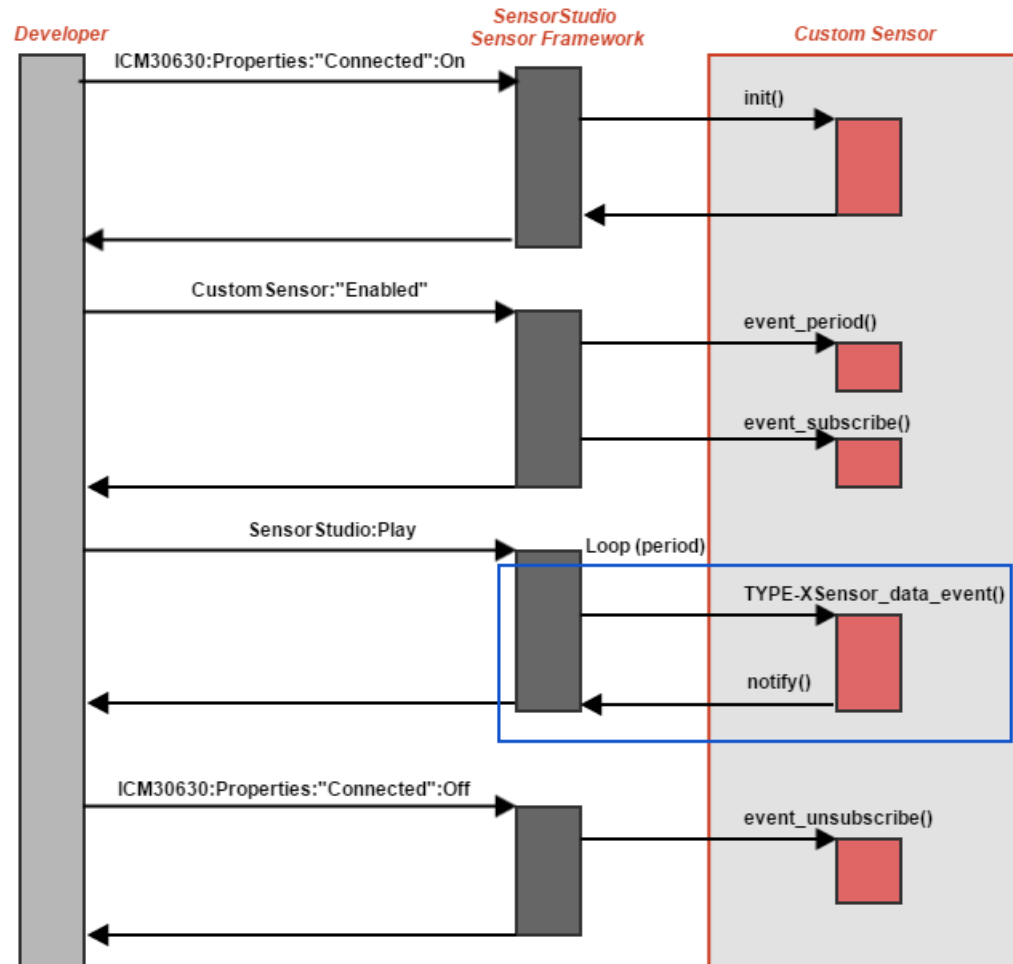 Developer
SensorStudio
Sensor Framework
Custom Sensor
ICM30630:Properties:"Connected":On
init()
CustomSensor:"Enabled"
event_period()
event_subscribe()
SensorStudio:Play
Loop (period)
TYPE-XSensor_data_event()
notify()
ICM30630:Properties:"Connected":Off
event_unsubscribe()